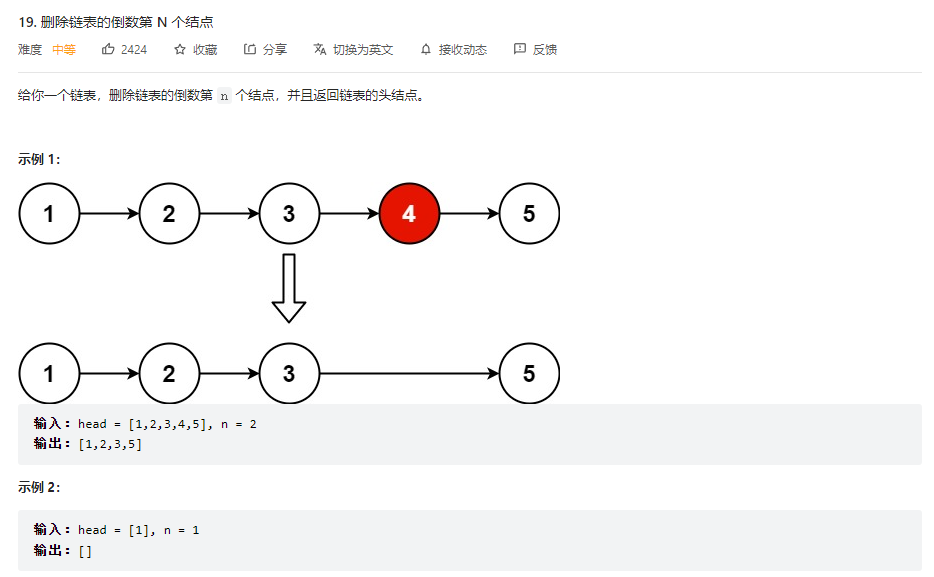 19. 删除链表的倒数第 N 个结点
难度 中等 2424 收藏 分享 切换为英文 接收动态 反馈
给你一个链表，删除链表的倒数第 n 个结点，并且返回链表的头结点。
示例 1：
1 2 3 4 5
1 2 3 5
输入：head = [1,2,3,4,5], n = 2
输出：[1,2,3,5]
示例 2：
输入：head = [1], n = 1
输出：[]